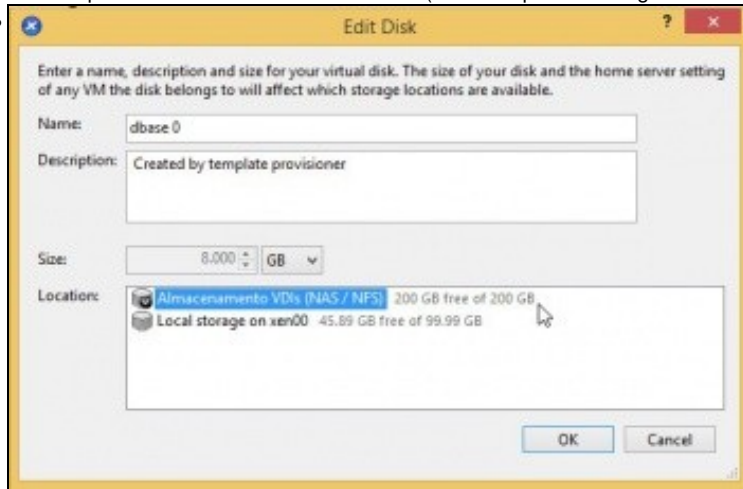 Edit Disk
?
Enter a name, description and size for your virtual disk. The size of your disk and the home server setting
of any VM the disk belongs to will affect which storage locations are available.
Name: dbase 0
Description: Created by template provisioner
Size: 8.000 GB
Location: Almacenamento VDIs (NAS / NFS) 200 GB free of 200 GB
Local storage on xen00 45.89 GB free of 99.99 GB
OK Cancel